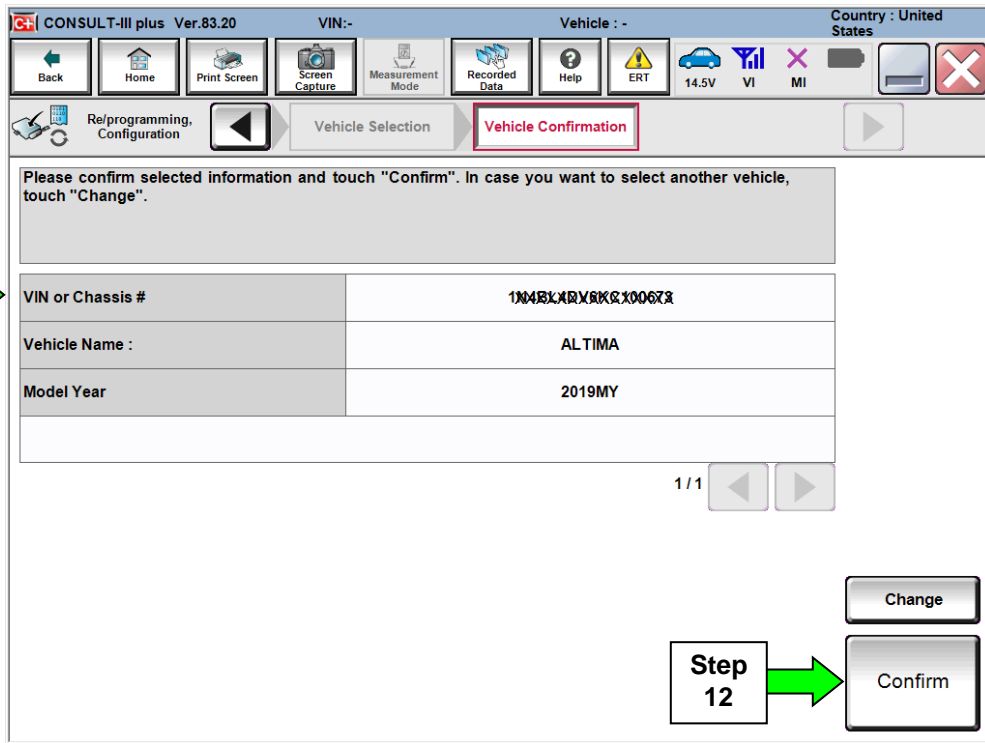 CONSULT-III plus Ver.83.20 VIN:- Vehicle : - Country : United
States
Back Home Print Screen Screen
Capture Measurement
Mode Recorded
Data Help ERT 14.5V VI MI
Re/programming,
Configuration Vehicle Selection Vehicle Confirmation
Please confirm selected information and touch "Confirm". In case you want to select another vehicle,
touch "Change".
VIN or Chassis #
Vehicle Name : ALTIMA
Model Year 2019MY
1 / 1
Change
Step
12
Confirm